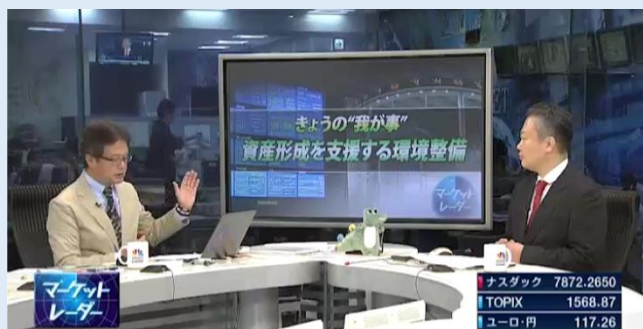 きょうの“我が事”
資産形成を支援する環境整備
マーケット
レーダー
マーケット
レーダー
ナスダック 7872.2650
TOPIX 1568.87
ユーロ・円 117.26